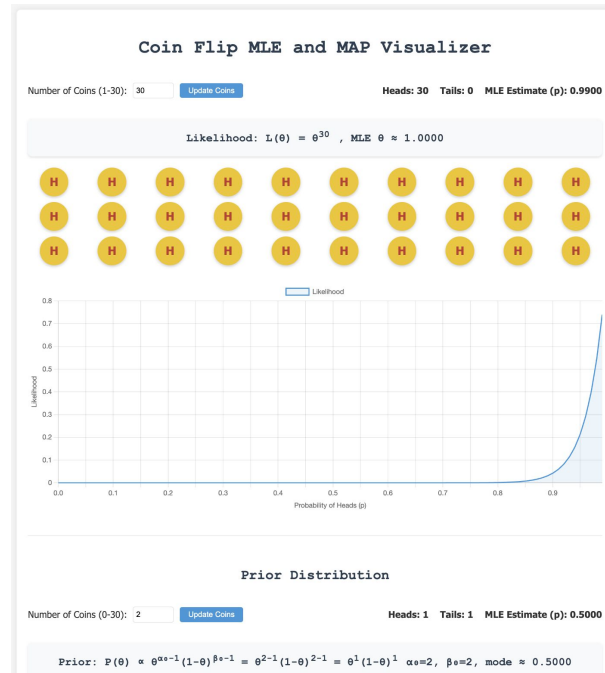 Coin Flip MLE and MAP Visualizer
Number of Coins (1-30): 30 Update Coins Heads: 30 Tails: 0 MLE Estimate (p): 0.9900
Likelihood: L(θ) = θ³⁰ , MLE θ ≈ 1.0000
H H H H H H H H H H
H H H H H H H H H H
H H H H H H H H H H
Likelihood
0.8
0.7
0.6
0.5
0.4
0.3
0.2
0.1
0
Likelihood
0.0 0.1 0.2 0.3 0.4 0.5 0.6 0.7 0.8 0.9
Probability of Heads (p)
Prior Distribution
Number of Coins (0-30): 2 Update Coins Heads: 1 Tails: 1 MLE Estimate (p): 0.5000
Prior: P(θ) ∝ θ^α₀⁻¹(1-θ)^β₀⁻¹ = θ²⁻¹(1-θ)²⁻¹ = θ¹(1-θ)¹ α₀=2, β₀=2, mode ≈ 0.5000